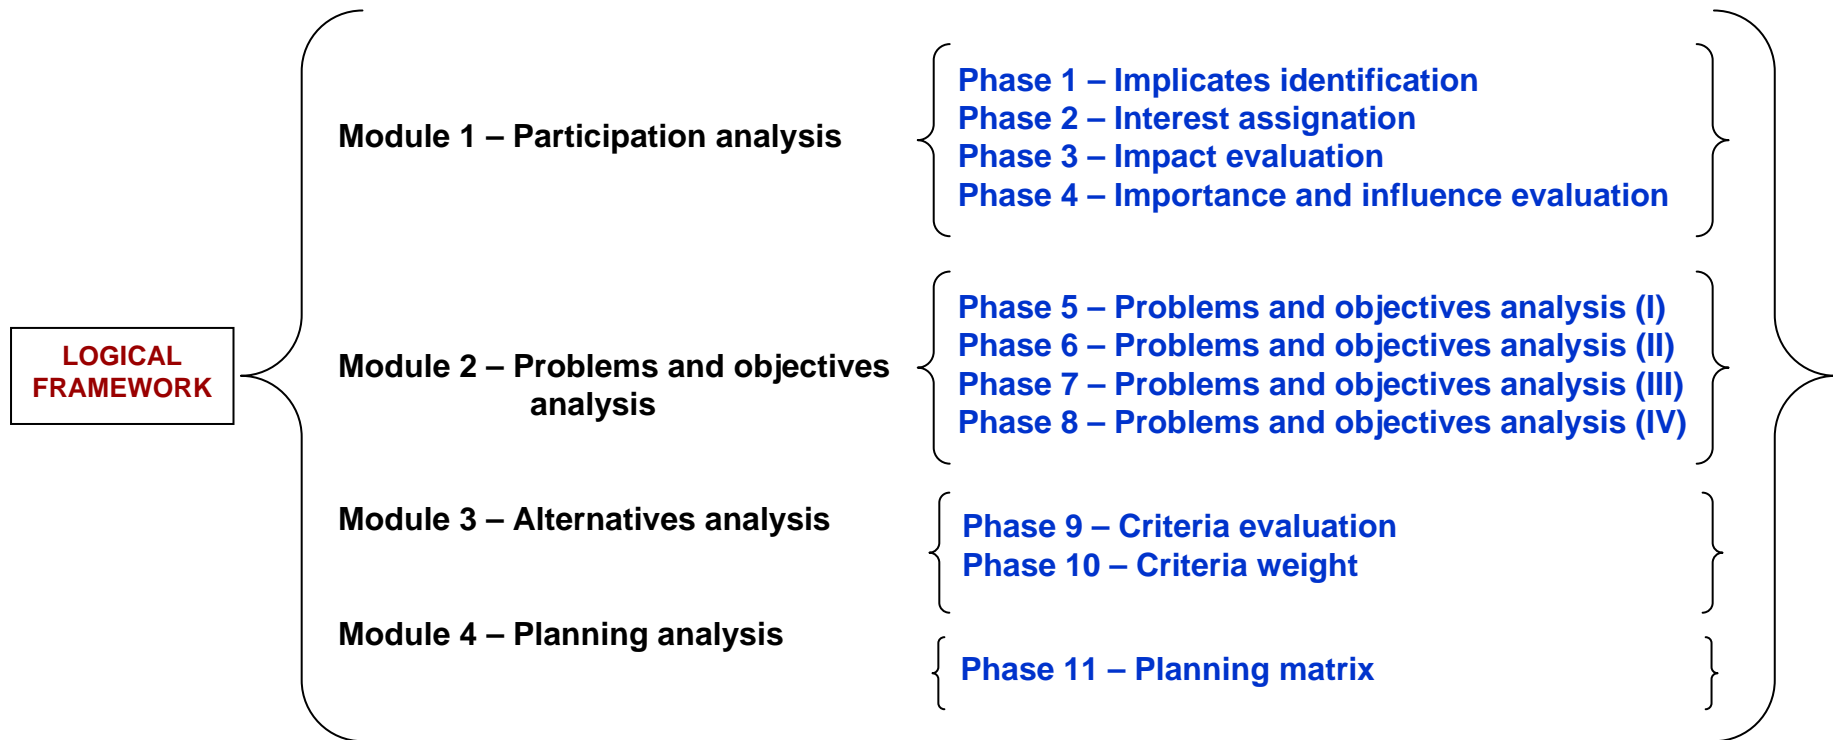 LOGICAL
FRAMEWORK
Module 1 – Participation analysis
Phase 1 – Implicates identification
Phase 2 – Interest assignation
Phase 3 – Impact evaluation
Phase 4 – Importance and influence evaluation
Module 2 – Problems and objectives
analysis
Phase 5 – Problems and objectives analysis (I)
Phase 6 – Problems and objectives analysis (II)
Phase 7 – Problems and objectives analysis (III)
Phase 8 – Problems and objectives analysis (IV)
Module 3 – Alternatives analysis
Phase 9 – Criteria evaluation
Phase 10 – Criteria weight
Module 4 – Planning analysis
Phase 11 – Planning matrix